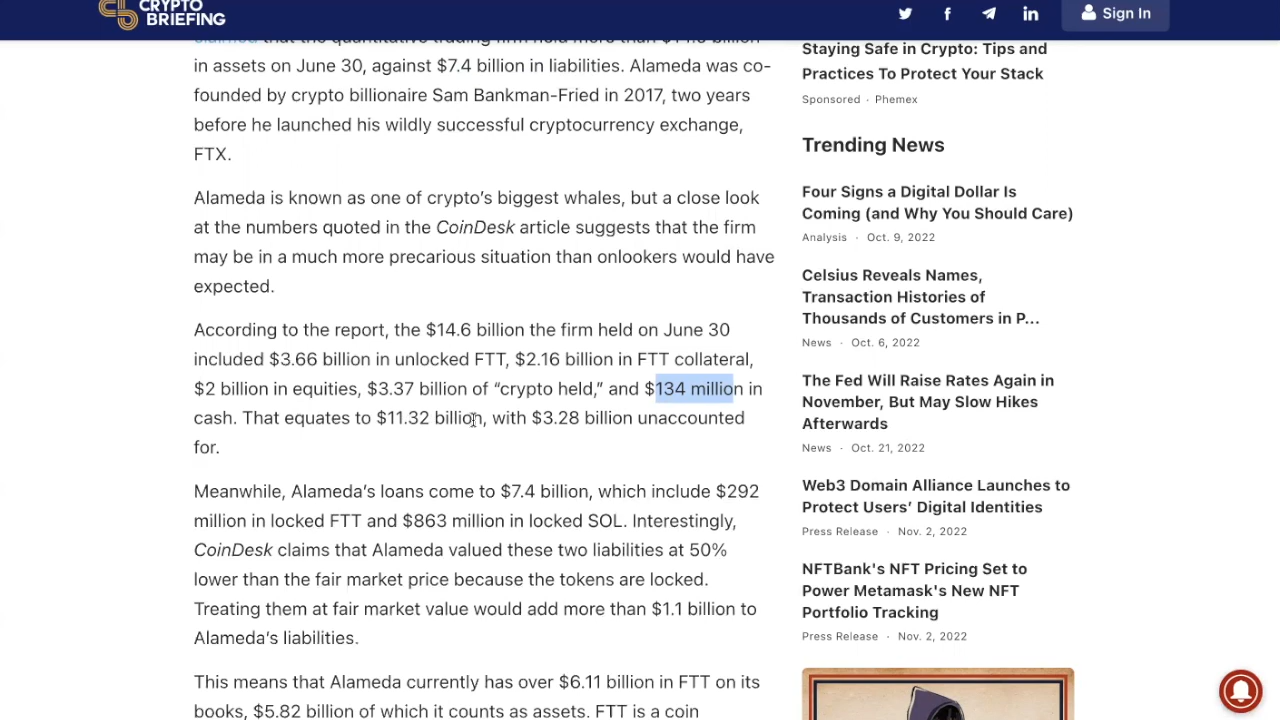 CRYPTO
BRIEFING
Sign In
claimed that the quantitative trading firm held more than $14.6 billion
in assets on June 30, against $7.4 billion in liabilities. Alameda was co-
founded by crypto billionaire Sam Bankman-Fried in 2017, two years
before he launched his wildly successful cryptocurrency exchange,
FTX.
Alameda is known as one of crypto’s biggest whales, but a close look
at the numbers quoted in the CoinDesk article suggests that the firm
may be in a much more precarious situation than onlookers would have
expected.
According to the report, the $14.6 billion the firm held on June 30
included $3.66 billion in unlocked FTT, $2.16 billion in FTT collateral,
$2 billion in equities, $3.37 billion of “crypto held,” and $134 million in
cash. That equates to $11.32 billion, with $3.28 billion unaccounted
for.
Meanwhile, Alameda’s loans come to $7.4 billion, which include $292
million in locked FTT and $863 million in locked SOL. Interestingly,
CoinDesk claims that Alameda valued these two liabilities at 50%
lower than the fair market price because the tokens are locked.
Treating them at fair market value would add more than $1.1 billion to
Alameda’s liabilities.
This means that Alameda currently has over $6.11 billion in FTT on its
books, $5.82 billion of which it counts as assets. FTT is a coin
Staying Safe in Crypto: Tips and
Practices To Protect Your Stack
Sponsored · Phemex
Trending News
Four Signs a Digital Dollar Is
Coming (and Why You Should Care)
Analysis · Oct. 9, 2022
Celsius Reveals Names,
Transaction Histories of
Thousands of Customers in P...
News · Oct. 6, 2022
The Fed Will Raise Rates Again in
November, But May Slow Hikes
Afterwards
News · Oct. 21, 2022
Web3 Domain Alliance Launches to
Protect Users’ Digital Identities
Press Release · Nov. 2, 2022
NFTBank's NFT Pricing Set to
Power Metamask's New NFT
Portfolio Tracking
Press Release · Nov. 2, 2022